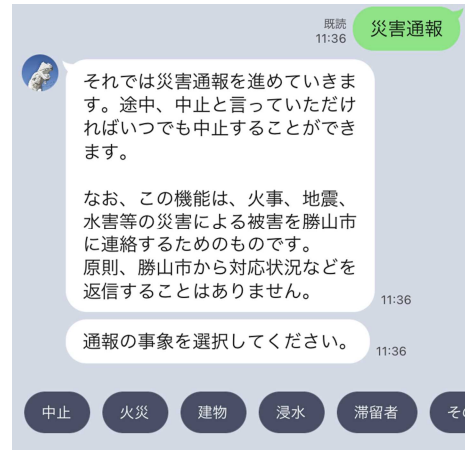 災害通報
既読
11:36
それでは災害通報を進めていきま
す。途中、中止と言っていただけ
ればいつでも中止することができ
ます。
なお、この機能は、火事、地震、
水害等の災害による被害を勝山市
に連絡するためのものです。
原則、勝山市から対応状況などを
返信することはありません。
11:36
通報の事象を選択してください。
11:36
中止
火災
建物
浸水
滞留者
そ